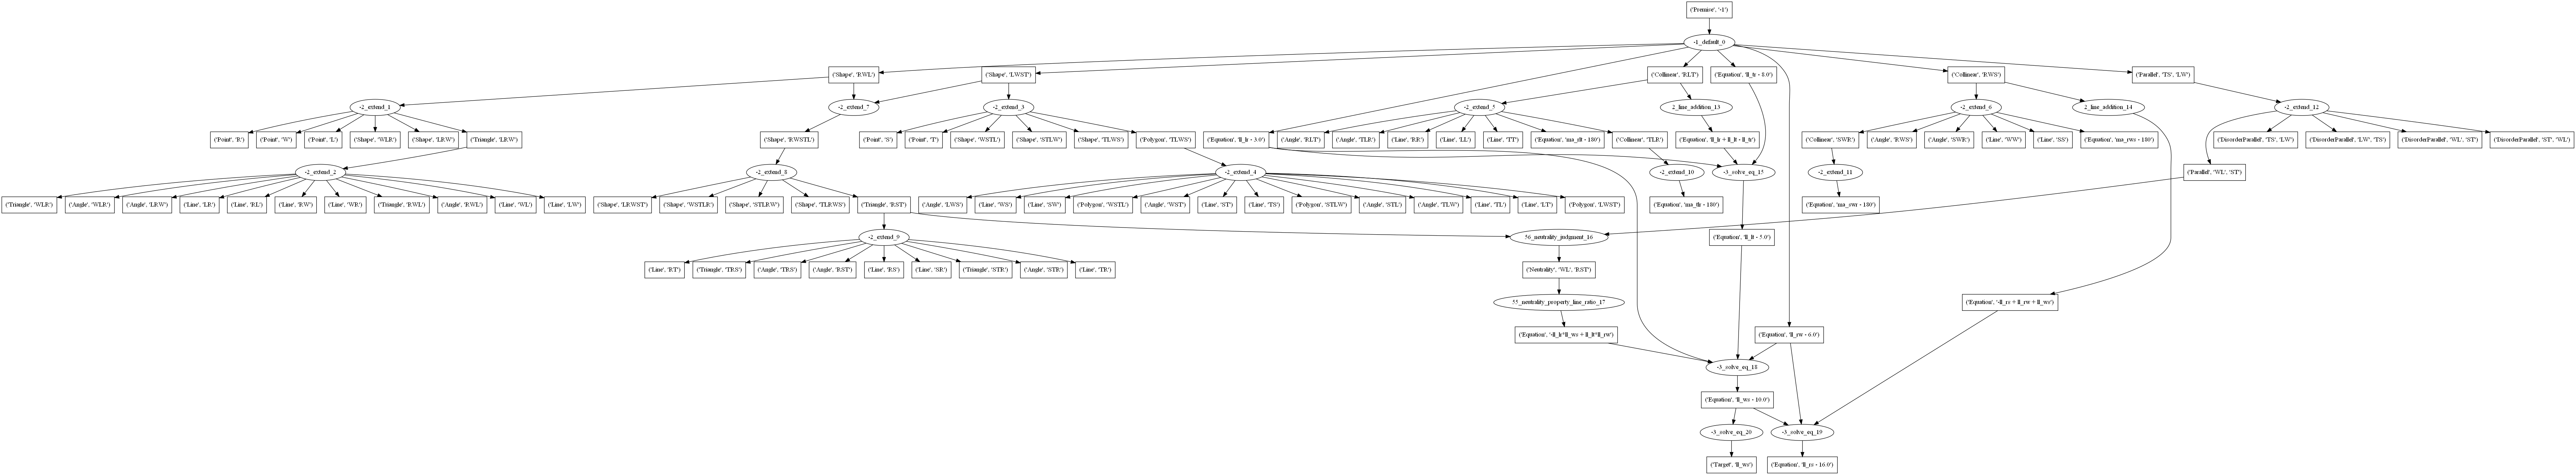 ('Premise', '-1')
-1_default_0
('Shape', 'RWL')
('Shape', 'LWST')
('Collinear', 'RLT')
('Equation', 'll_tr - 8.0')
('Collinear', 'RWS')
('Parallel', 'TS', 'LW')
-2_extend_1
-2_extend_7
-2_extend_3
-2_extend_5
2_line_addition_13
-2_extend_6
2_line_addition_14
-2_extend_12
('Point', 'R')
('Point', 'W')
('Point', 'L')
('Shape', 'WLR')
('Shape', 'LRW')
('Triangle', 'LRW')
('Shape', 'RWSTL')
('Point', 'S')
('Point', 'T')
('Shape', 'WSTL')
('Shape', 'STLW')
('Shape', 'TLWS')
('Polygon', 'TLWS')
('Equation', 'll_lr - 3.0')
('Angle', 'RLT')
('Angle', 'TLR')
('Line', 'RR')
('Line', 'LL')
('Line', 'TT')
('Equation', 'ma_rlt - 180')
('Collinear', 'TLR')
('Equation', 'll_lr + ll_lt - ll_tr')
('Collinear', 'SWR')
('Angle', 'RWS')
('Angle', 'SWR')
('Line', 'WW')
('Line', 'SS')
('Equation', 'ma_rws - 180')
('DisorderParallel', 'TS', 'LW')
('DisorderParallel', 'LW', 'TS')
('DisorderParallel', 'WL', 'ST')
('DisorderParallel', 'ST', 'WL')
-2_extend_2
-2_extend_8
-2_extend_4
-2_extend_10
-3_solve_eq_15
-2_extend_11
('Parallel', 'WL', 'ST')
('Triangle', 'WLR')
('Angle', 'WLR')
('Angle', 'LRW')
('Line', 'LR')
('Line', 'RL')
('Line', 'RW')
('Line', 'WR')
('Triangle', 'RWL')
('Angle', 'RWL')
('Line', 'WL')
('Line', 'LW')
('Shape', 'LRWST')
('Shape', 'WSTLR')
('Shape', 'STLRW')
('Shape', 'TLRWS')
('Triangle', 'RST')
('Angle', 'LWS')
('Line', 'WS')
('Line', 'SW')
('Polygon', 'WSTL')
('Angle', 'WST')
('Line', 'ST')
('Line', 'TS')
('Polygon', 'STLW')
('Angle', 'STL')
('Angle', 'TLW')
('Line', 'TL')
('Line', 'LT')
('Polygon', 'LWST')
('Equation', 'ma_tlr - 180')
('Equation', 'ma_swr - 180')
-2_extend_9
56_neutrality_judgment_16
('Equation', 'll_lt - 5.0')
('Line', 'RT')
('Triangle', 'TRS')
('Angle', 'TRS')
('Angle', 'RST')
('Line', 'RS')
('Line', 'SR')
('Triangle', 'STR')
('Angle', 'STR')
('Line', 'TR')
('Neutrality', 'WL', 'RST')
55_neutrality_property_line_ratio_17
('Equation', '-ll_rs + ll_rw + ll_ws')
('Equation', '-ll_lr*ll_ws + ll_lt*ll_rw')
('Equation', 'll_rw - 6.0')
-3_solve_eq_18
('Equation', 'll_ws - 10.0')
-3_solve_eq_20
-3_solve_eq_19
('Target', 'll_ws')
('Equation', 'll_rs - 16.0')